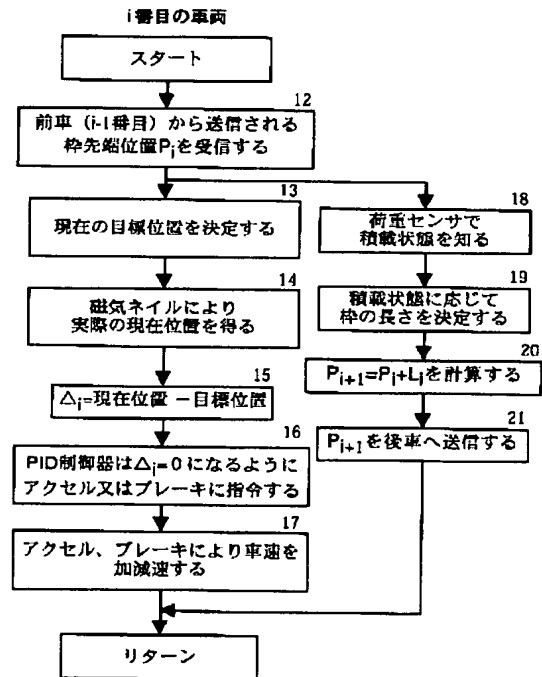 i番目の車両
スタート
12
前車（i-1番目）から送信される
枠先端位置Piを受信する
13
現在の目標位置を決定する
14
磁気ネイルにより
実際の現在位置を得る
15
△i=現在位置－目標位置
16
PID制御器は△i=0になるように
アクセル又はブレーキに指令する
17
アクセル、ブレーキにより車速を
加減速する
18
荷重センサで
積載状態を知る
19
積載状態に応じて
枠の長さを決定する
20
Pi+1=Pi+Liを計算する
21
Pi+1を後車へ送信する
リターン